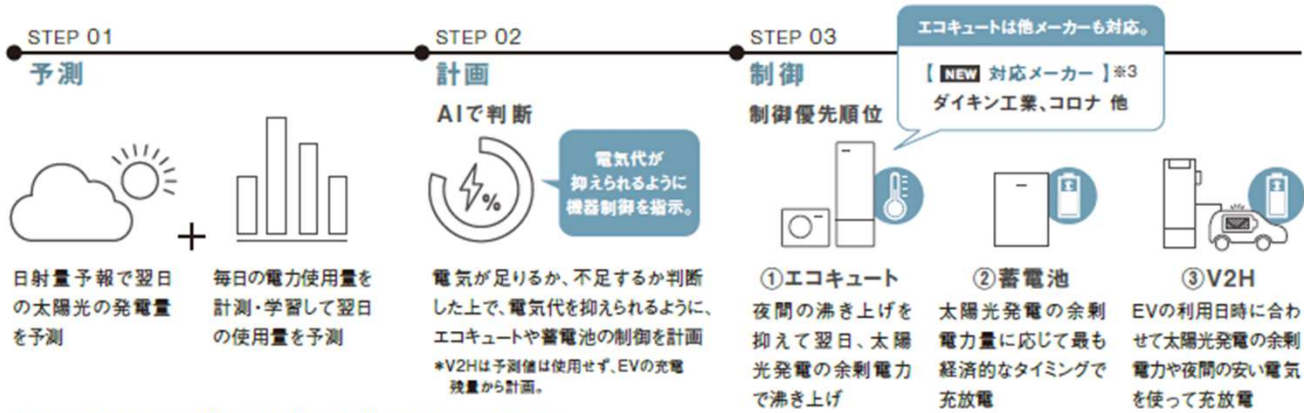 STEP 01
予測
日射量予報で翌日
の太陽光の発電量
を予測
+
毎日の電力使用量を
計測・学習して翌日
の使用量を予測
STEP 02
計画
AIで判断
%
電気代が
抑えられるように
機器制御を指示。
電気が足りるか、不足するか判断
した上で、電気代を抑えられるように、
エコキュートや蓄電池の制御を計画
*V2Hは予測値は使用せず、EVの充電
残量から計画。
STEP 03
制御
制御優先順位
エコキュートは他メーカーも対応。
【 NEW 対応メーカー 】※3
ダイキン工業、コロナ 他
①エコキュート
夜間の沸き上げを
抑えて翌日、太陽
光発電の余剰電力
で沸き上げ
②蓄電池
太陽光発電の余剰
電力量に応じて最も
経済的なタイミングで
充放電
③V2H
EVの利用日時に合わ
せて太陽光発電の余剰
電力や夜間の安い電気
を使って充放電